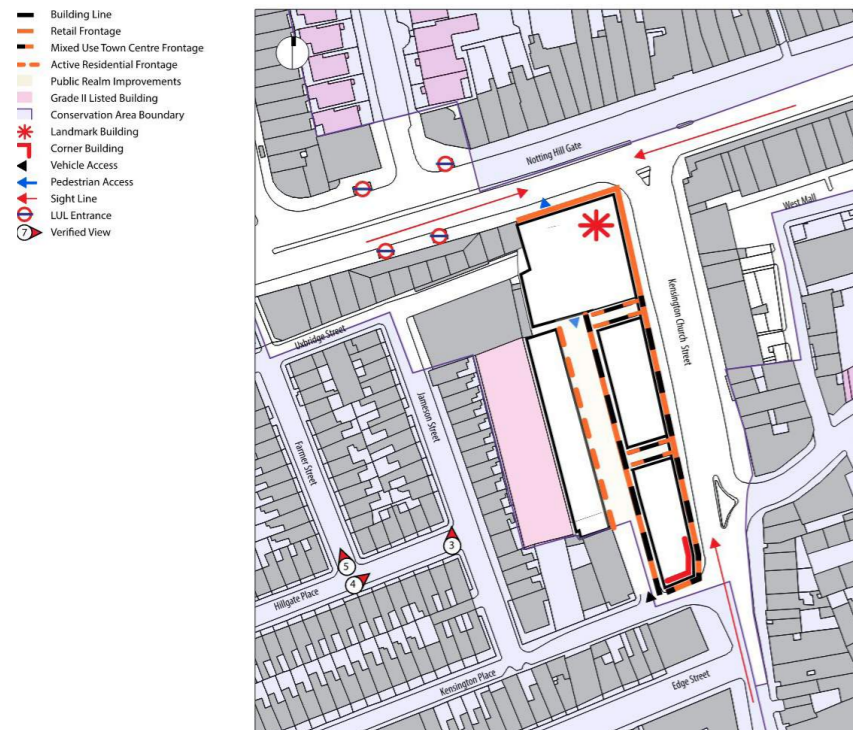 Building Line
Retail Frontage
Mixed Use Town Centre Frontage
Active Residential Frontage
Public Realm Improvements
Grade II Listed Building
Conservation Area Boundary
Landmark Building
Corner Building
Vehicle Access
Pedestrian Access
Sight Line
LUL Entrance
7 Verified View
Notting Hill Gate
West Mall
Kensington Church Street
Uxbridge Street
Jameson Street
Farmer Street
3
5
4
Hillgate Place
Kensington Place
Edge Street